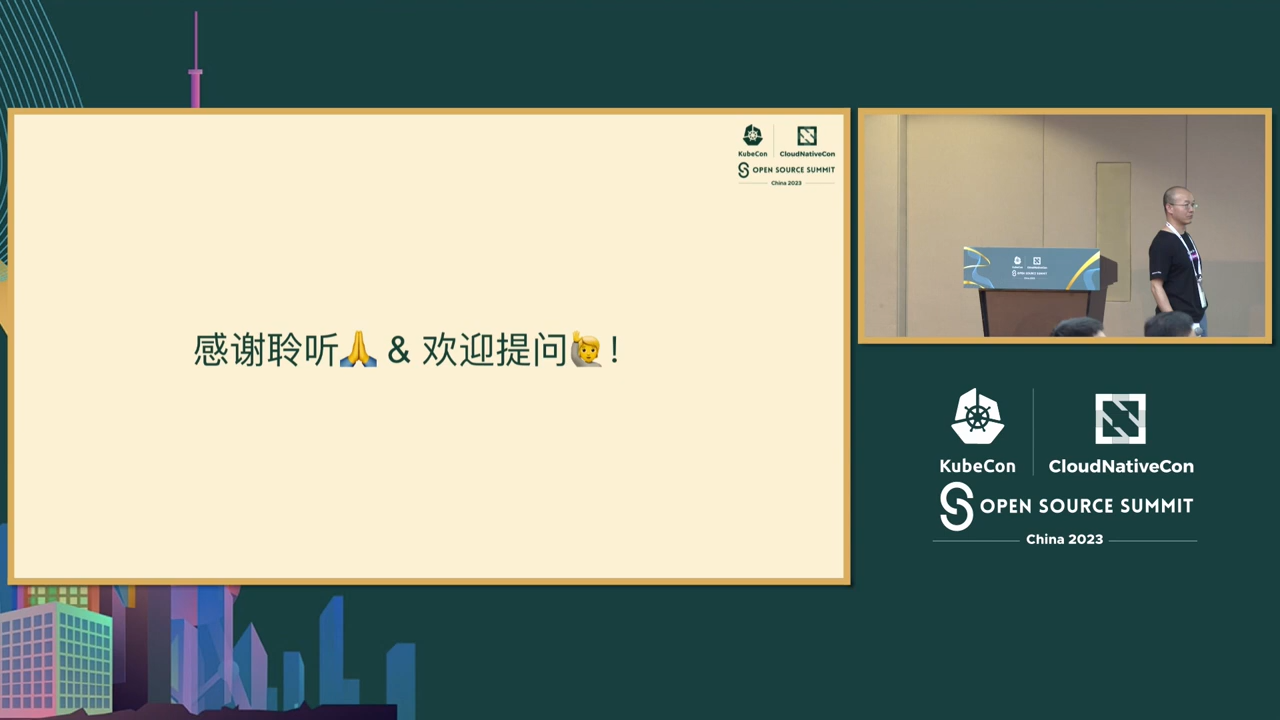 KubeCon
CloudNativeCon
OPEN SOURCE SUMMIT
China 2023
感谢聆听🙏 & 欢迎提问🙋!
KubeCon
CloudNativeCon
OPEN SOURCE SUMMIT
China 2023